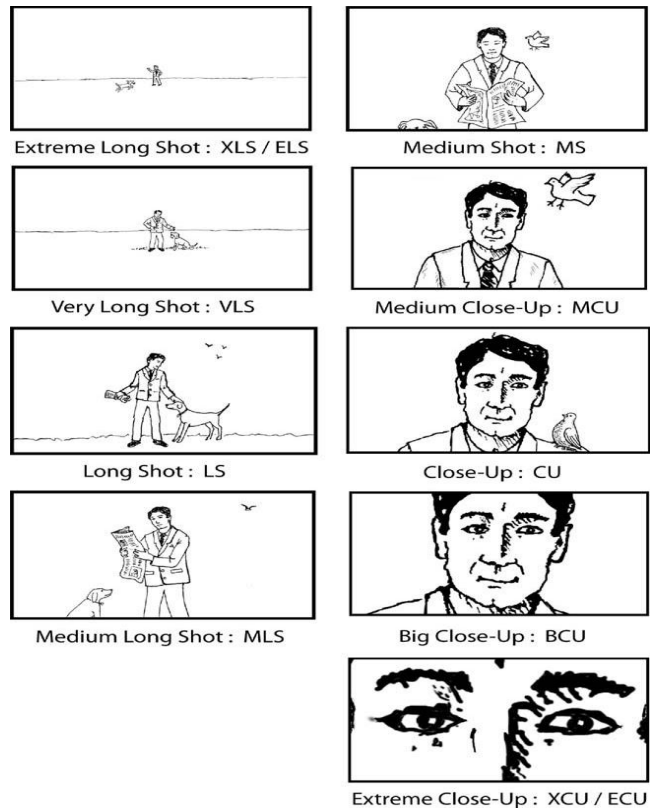 Extreme Long Shot : XLS / ELS
Very Long Shot : VLS
Long Shot : LS
Medium Long Shot : MLS
Medium Shot : MS
Medium Close-Up : MCU
Close-Up : CU
Big Close-Up : BCU
Extreme Close-Up : XCU / ECU